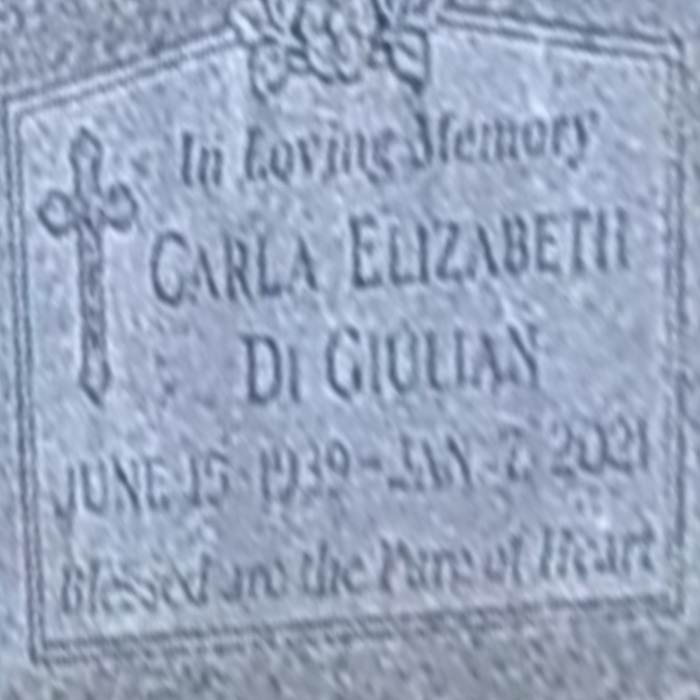 In Loving Memory
CARLA ELIZABETH
DI GIULIAN
JUNE 15 1939 - JAN 7 2021
Blessed are the Pure of Heart